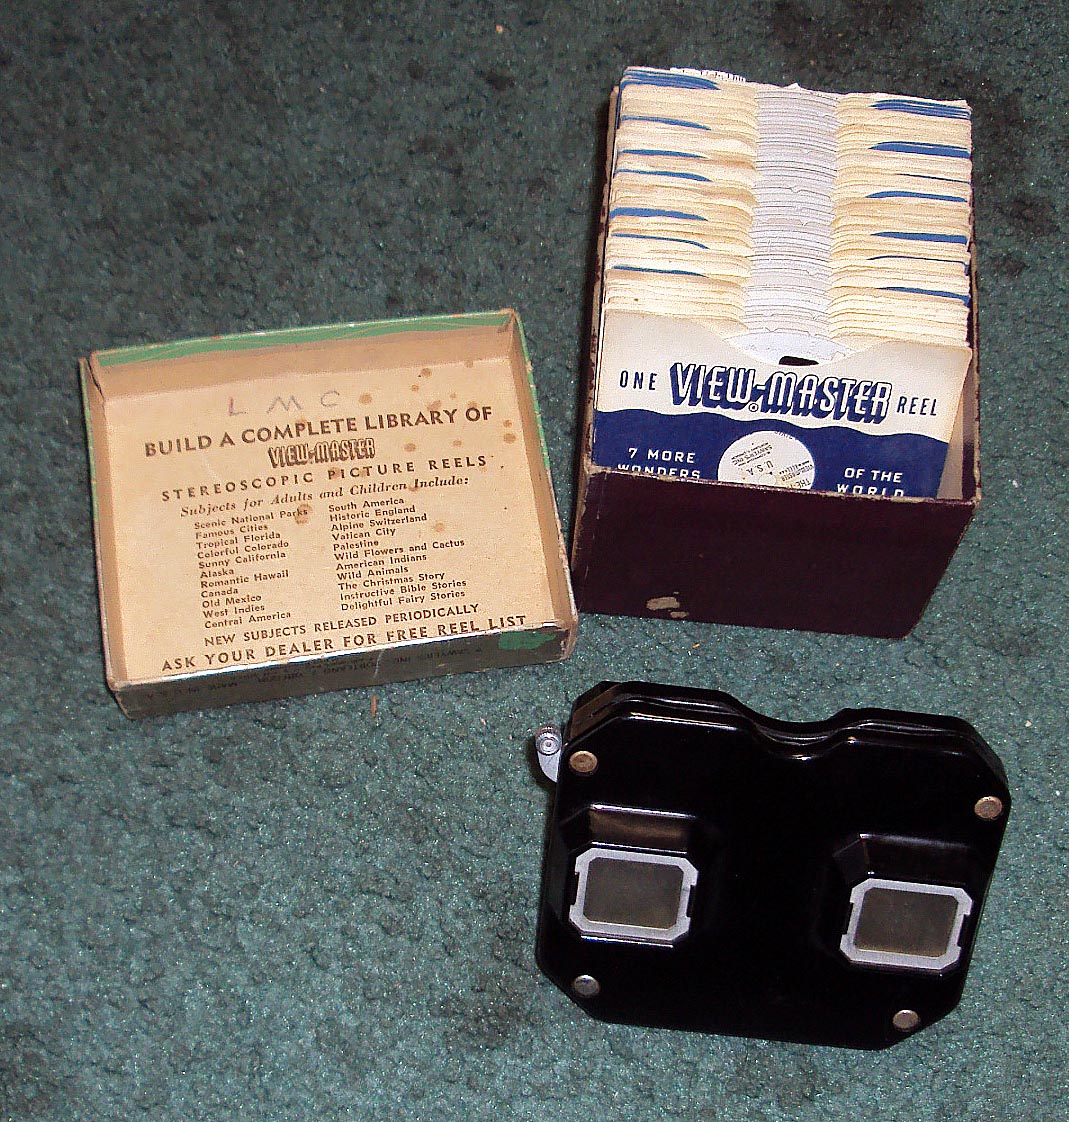 L M C
BUILD A COMPLETE LIBRARY OF
VIEW-MASTER
STEREOSCOPIC PICTURE REELS
Subjects for Adults and Children Include:
Scenic National Parks
Famous Cities
Tropical Florida
Colorful Colorado
Sunny California
Alaska
Romantic Hawaii
Canada
Old Mexico
West Indies
Central America
South America
Historic England
Alpine Switzerland
Vatican City
Palestine
Wild Flowers and Cactus
American Indians
Wild Animals
The Christmas Story
Instructive Bible Stories
Delightful Fairy Stories
NEW SUBJECTS RELEASED PERIODICALLY
ASK YOUR DEALER FOR FREE REEL LIST
ONE VIEW-MASTER REEL
7 MORE
WONDERS
OF THE
WORLD
U.S.A.